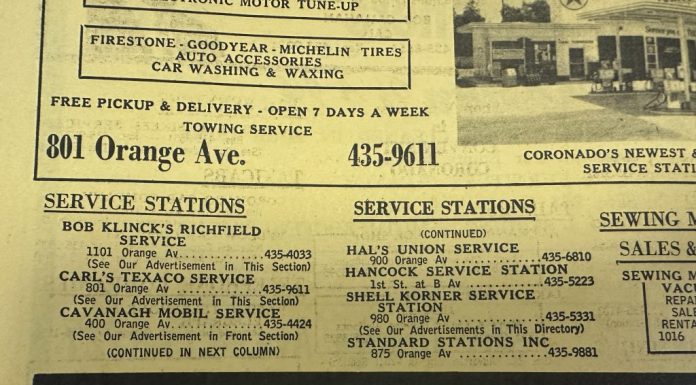 ELECTRONIC MOTOR TUNE-UP
FIRESTONE - GOODYEAR - MICHELIN TIRES
AUTO ACCESSORIES
CAR WASHING & WAXING
FREE PICKUP & DELIVERY - OPEN 7 DAYS A WEEK
TOWING SERVICE
801 Orange Ave. 435-9611
CORONADO'S NEWEST &
SERVICE STATI
SERVICE STATIONS
BOB KLINCK'S RICHFIELD
SERVICE
1101 Orange Av....................435-4033
(See Our Advertisement in This Section)
CARL'S TEXACO SERVICE
801 Orange Av....................435-9611
(See Our Advertisement in This Section)
CAVANAGH MOBIL SERVICE
400 Orange Av....................435-4424
(See Our Advertisement in Front Section)
(CONTINUED IN NEXT COLUMN)
SERVICE STATIONS
(CONTINUED)
HAL'S UNION SERVICE
900 Orange Av....................435-6810
HANCOCK SERVICE STATION
1st St. at B Av....................435-5223
SHELL KORNER SERVICE
STATION
980 Orange Av....................435-5331
(See Our Advertisements in This Directory)
STANDARD STATIONS INC
875 Orange Av....................435-9881
SEWING M
SALES &
SEWING M
VACU
REPAI
SALE
RENTA
1016